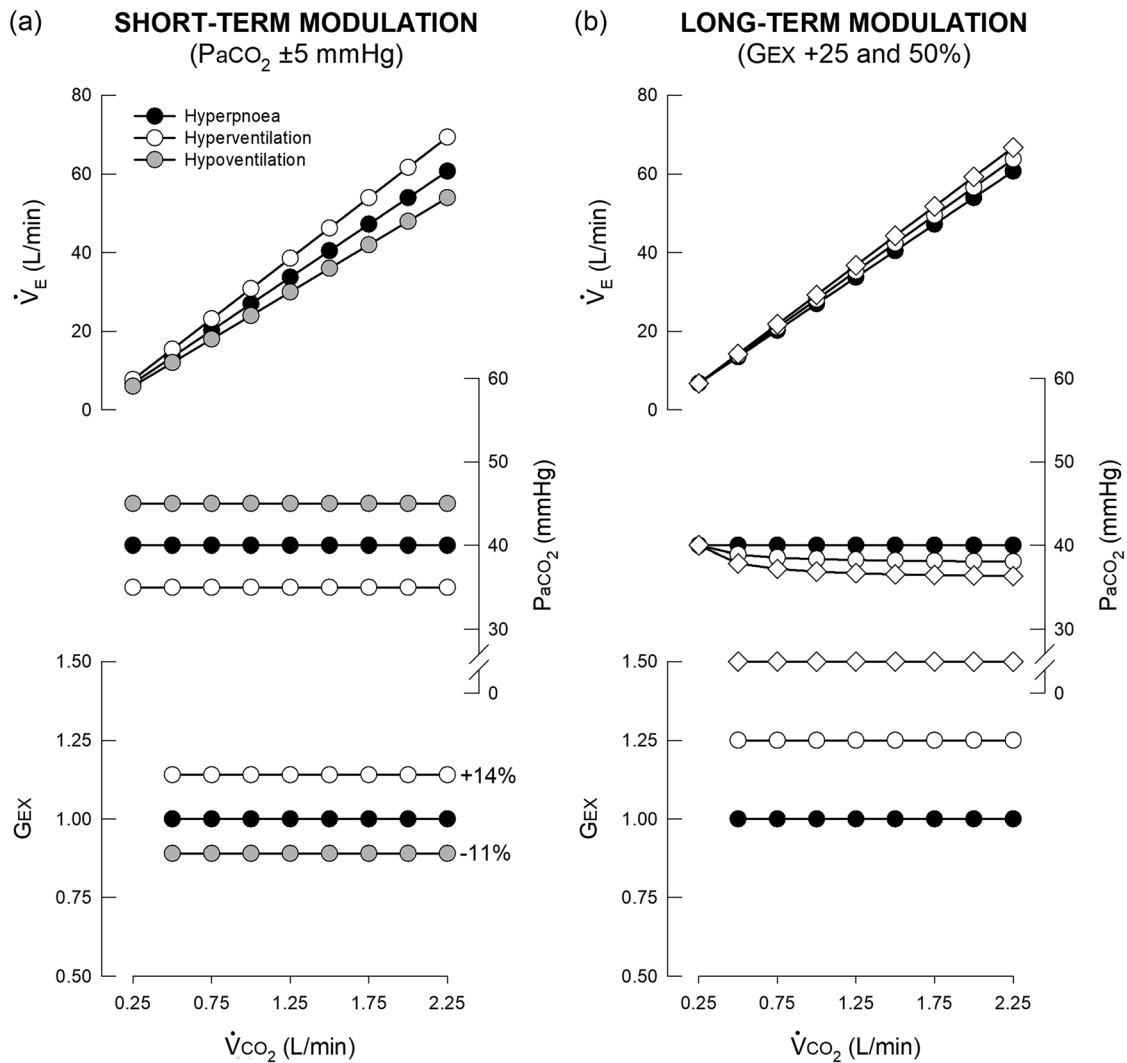 (a) SHORT-TERM MODULATION
(PaCO₂ ±5 mmHg)
80
60
40
20
0
V̇E (L/min)
Hyperpnoea
Hyperventilation
Hypoventilation
60
50
40
30
0
PaCO₂ (mmHg)
1.50
1.25
1.00
0.75
0.50
GEX
+14%
-11%
0.25 0.75 1.25 1.75 2.25
V̇CO₂ (L/min)
(b) LONG-TERM MODULATION
(GEX +25 and 50%)
80
60
40
20
0
V̇E (L/min)
60
50
40
30
0
PaCO₂ (mmHg)
1.50
1.25
1.00
0.75
0.50
GEX
0.25 0.75 1.25 1.75 2.25
V̇CO₂ (L/min)